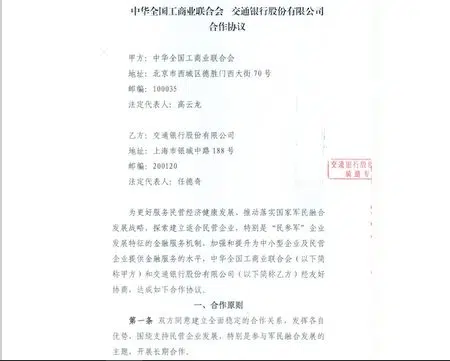 中华全国工商业联合会 交通银行股份有限公司
合作协议
甲方：中华全国工商业联合会
地址：北京市西城区德胜门西大街70号
邮编：100035
法定代表人：高云龙
乙方：交通银行股份有限公司
地址：上海市银城中路188号
邮编：200120
法定代表人：任德奇
交通银行股
为更好服务民营经济健康发展，推动落实国家军民融合
发展战略，探索建立适合民营企业，特别是“民参军”企业
发展特征的金融服务机制，加强和提升为中小型企业及民营
企业提供金融服务的水平，中华全国工商业联合会（以下简
称甲方）和交通银行股份有限公司（以下简称乙方）经友好
协商，达成如下合作协议。
一、合作原则
第一条 双方同意建立全面稳定的合作关系，发挥各自
优势，围绕支持民营企业发展，特别是参与军民融合发展的
主题，开展长期合作。